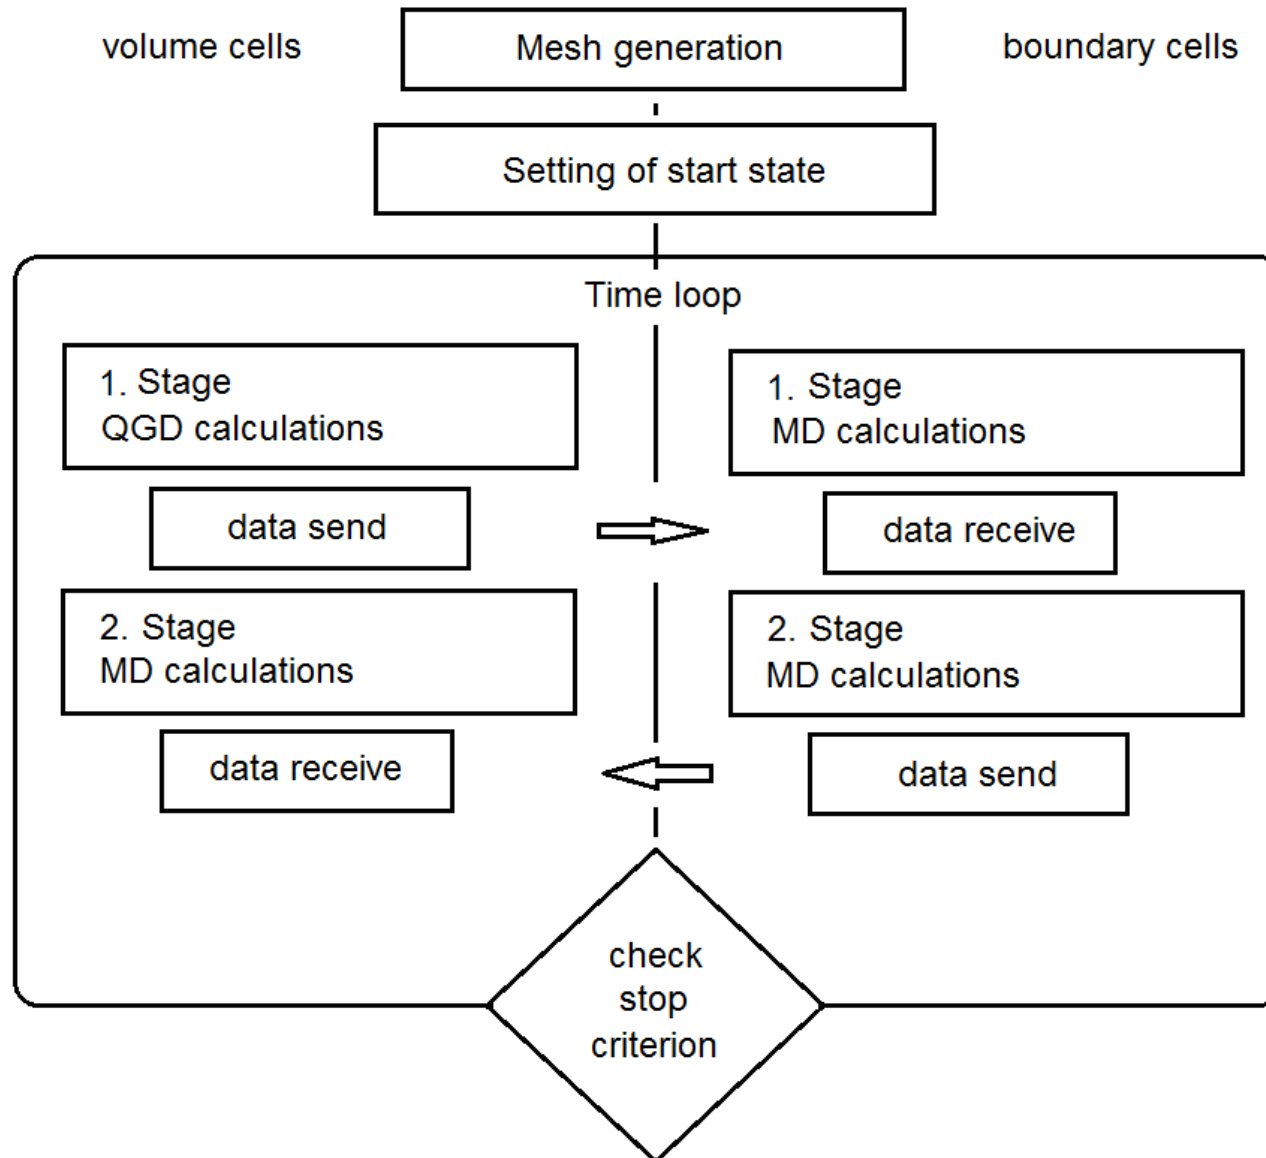 volume cells
Mesh generation
boundary cells
Setting of start state
Time loop
1. Stage
QGD calculations
1. Stage
MD calculations
data send
data receive
2. Stage
MD calculations
2. Stage
MD calculations
data receive
data send
check
stop
criterion